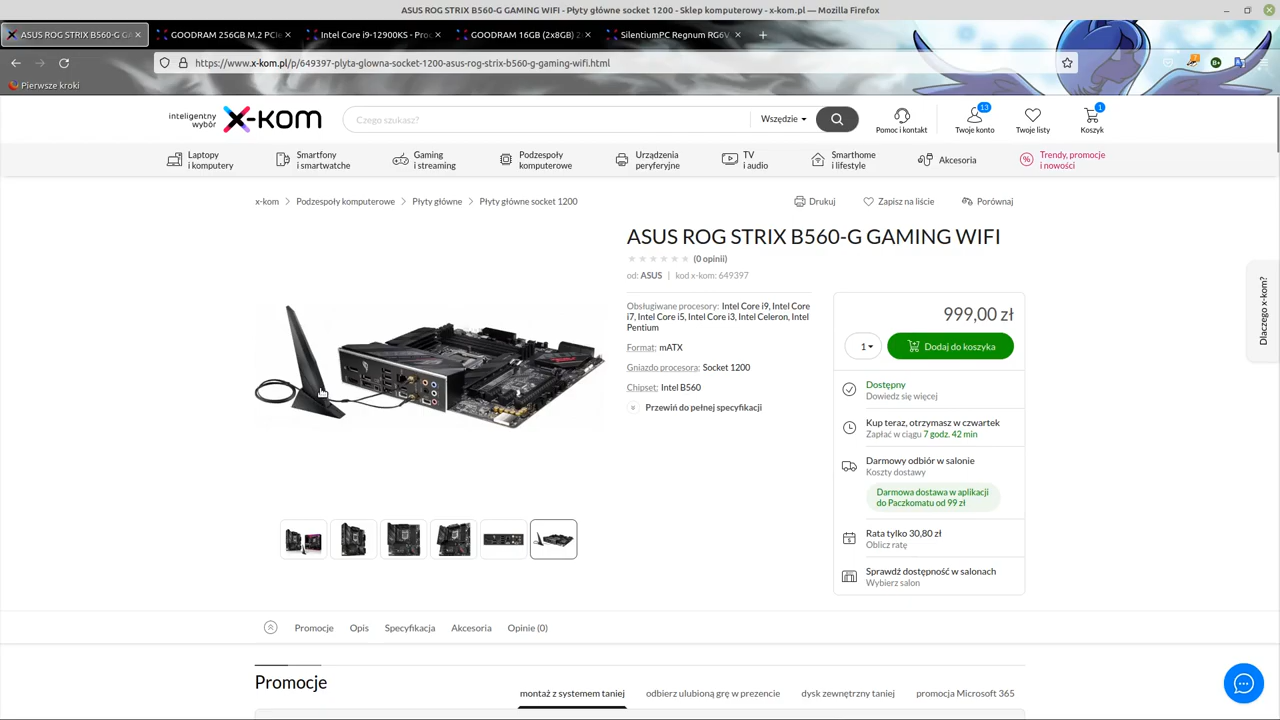 ASUS ROG STRIX B560-G GAMING WIFI - Płyty główne socket 1200 - Sklep komputerowy - x-kom.pl — Mozilla Firefox
ASUS ROG STRIX B560-G GA
GOODRAM 256GB M.2 PCIe
Intel Core i9-12900KS - Proc
GOODRAM 16GB (2x8GB) 2
SilentiumPC Regnum RG6V
https://www.x-kom.pl/p/649397-plyta-glowna-socket-1200-asus-rog-strix-b560-g-gaming-wifi.html
Pierwsze kroki
inteligentny
wybór
x-kom
Czego szukasz?
Wszędzie
Pomoc i kontakt
13
Twoje konto
Twoje listy
1
Koszyk
Laptopy
i komputery
Smartfony
i smartwatche
Gaming
i streaming
Podzespoły
komputerowe
Urządzenia
peryferyjne
TV
i audio
Smarthome
i lifestyle
Akcesoria
Trendy, promocje
i nowości
x-kom > Podzespoły komputerowe > Płyty główne > Płyty główne socket 1200
Drukuj
Zapisz na liście
Porównaj
ASUS ROG STRIX B560-G GAMING WIFI
(0 opinii)
od: ASUS | kod x-kom: 649397
Obsługiwane procesory: Intel Core i9, Intel Core
i7, Intel Core i5, Intel Core i3, Intel Celeron, Intel
Pentium
Format: mATX
Gniazdo procesora: Socket 1200
Chipset: Intel B560
Przewiń do pełnej specyfikacji
999,00 zł
1
Dodaj do koszyka
Dostępny
Dowiedz się więcej
Kup teraz, otrzymasz w czwartek
Zapłać w ciągu 7 godz. 42 min
Darmowy odbiór w salonie
Koszty dostawy
Darmowa dostawa w aplikacji
do Paczkomatu od 99 zł
Rata tylko 30,80 zł
Oblicz ratę
Sprawdź dostępność w salonach
Wybierz salon
Dlaczego x-kom?
Promocje
Opis
Specyfikacja
Akcesoria
Opinie (0)
Promocje
montaż z systemem taniej
odbierz ulubioną grę w prezencie
dysk zewnętrzny taniej
promocja Microsoft 365